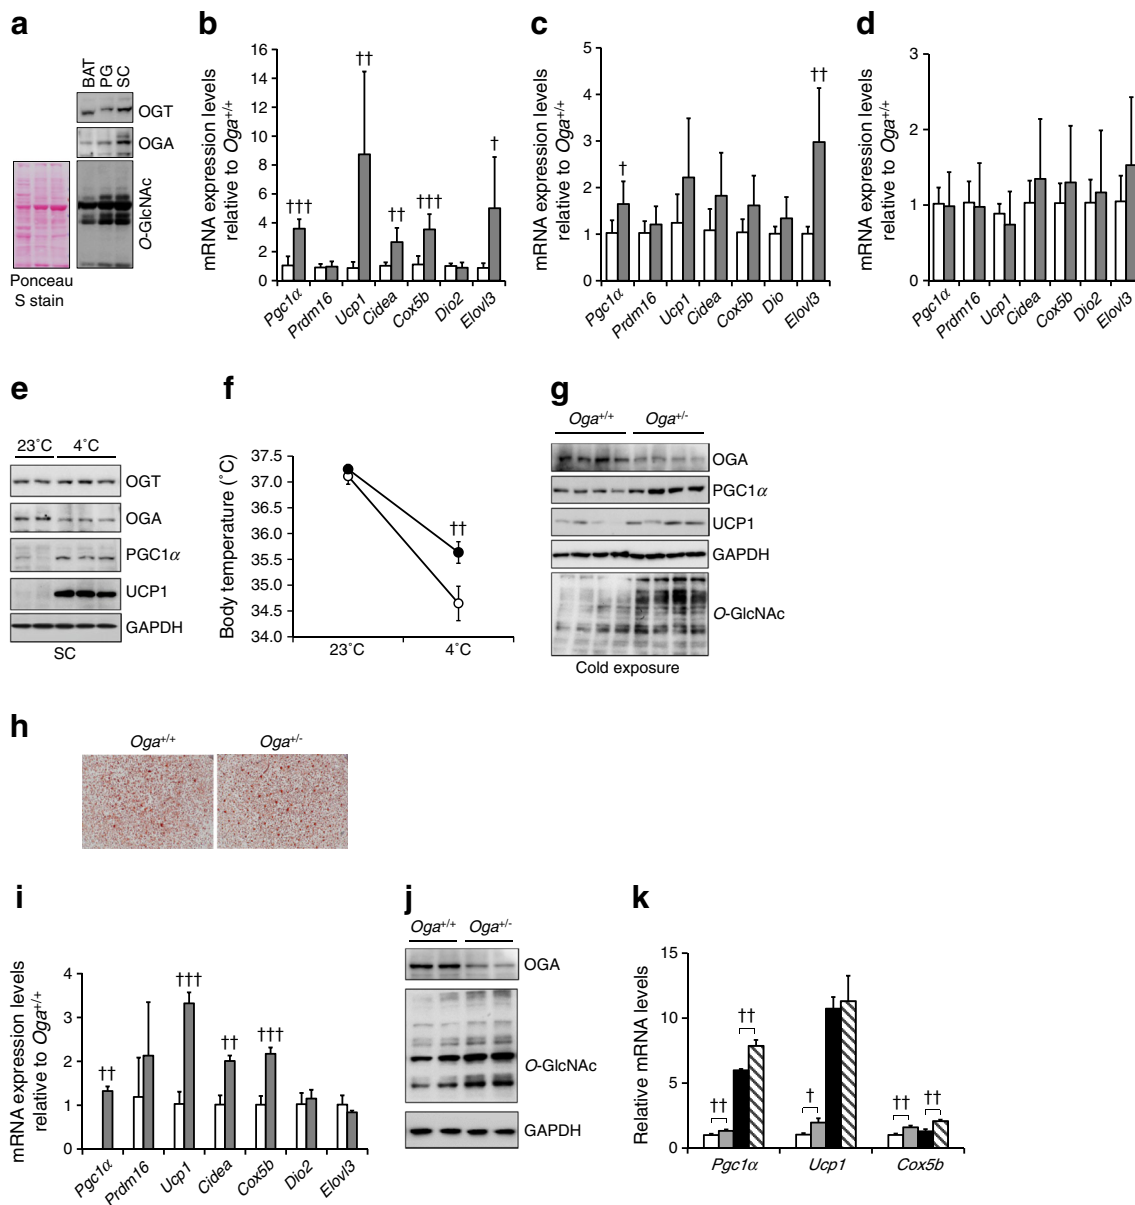 a
BAT
PG
SC
OGT
OGA
O-GlcNAc
Ponceau
S stain
b
mRNA expression levels
relative to Oga+/+
16
14
12
10
8
6
4
2
0
†††
††
††
†††
†
Pgc1α
Prdm16
Ucp1
Cidea
Cox5b
Dio2
Elovl3
c
mRNA expression levels
relative to Oga+/+
5
4
3
2
1
0
†
††
Pgc1α
Prdm16
Ucp1
Cidea
Cox5b
Dio
Elovl3
d
mRNA expression levels
relative to Oga+/+
3
2
1
0
Pgc1α
Prdm16
Ucp1
Cidea
Cox5b
Dio2
Elovl3
e
23˚C 4˚C
OGT
OGA
PGC1α
UCP1
GAPDH
SC
f
Body temperature (˚C)
37.5
37.0
36.5
36.0
35.5
35.0
34.5
34.0
††
23˚C 4˚C
g
Oga+/+ Oga+/-
OGA
PGC1α
UCP1
GAPDH
O-GlcNAc
Cold exposure
h
Oga+/+ Oga+/-
i
mRNA expression levels
relative to Oga+/+
4
3
2
1
0
††
†††
††
†††
Pgc1α
Prdm16
Ucp1
Cidea
Cox5b
Dio2
Elovl3
j
Oga+/+ Oga+/-
OGA
O-GlcNAc
GAPDH
k
Relative mRNA levels
15
10
5
0
††
††
†
††
††
Pgc1α Ucp1 Cox5b